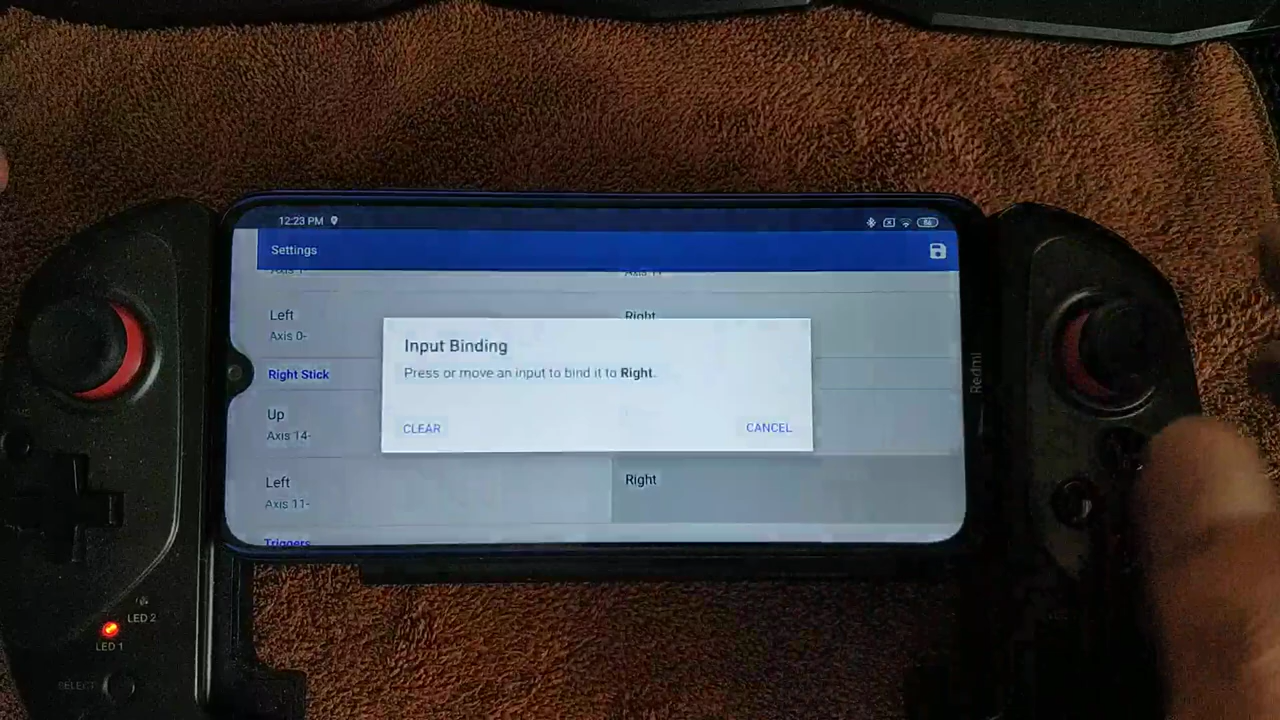 12:23 PM
Settings
Left
Right
Axis 0-
Input Binding
Press or move an input to bind it to Right.
CLEAR
CANCEL
Right Stick
Up
Axis 14-
Left
Right
Axis 11-
Triggers
Redmi
LED 2
LED 1
SELECT